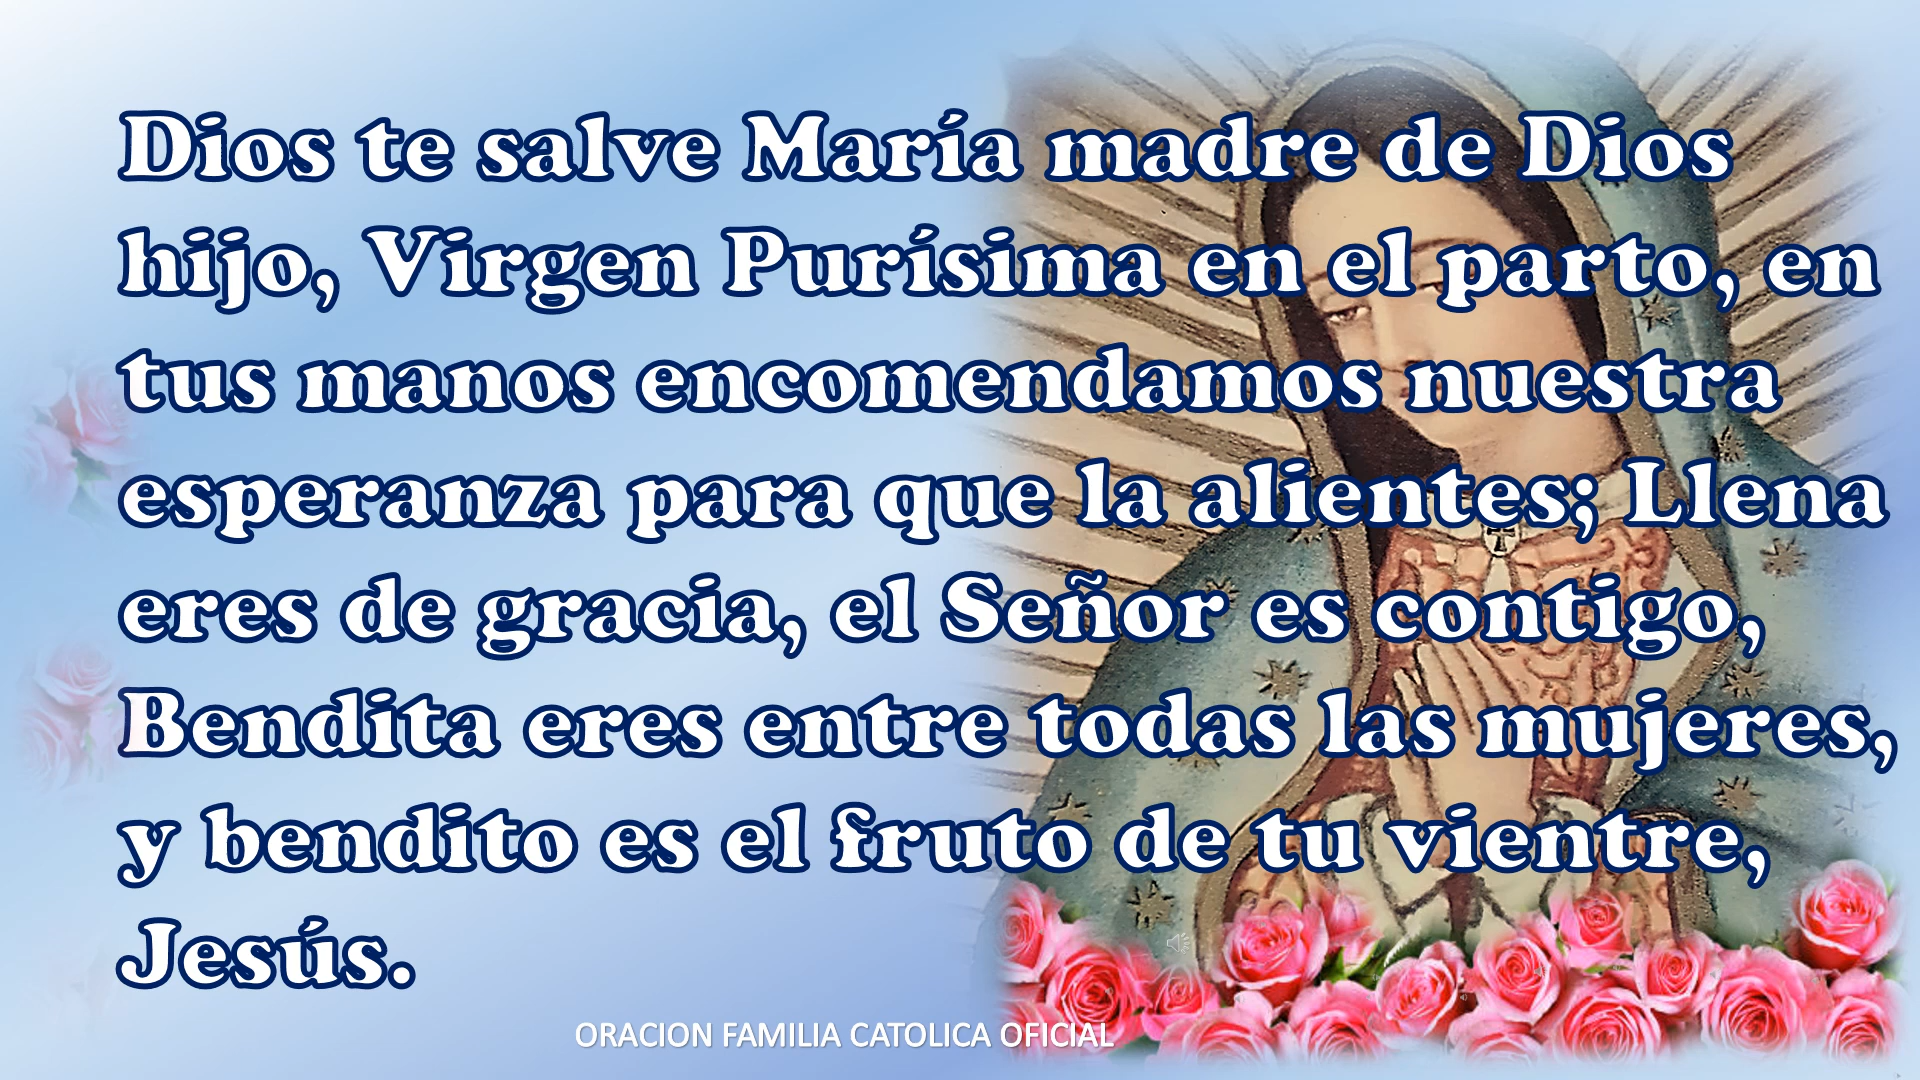 Dios te salve María madre de Dios
hijo, Virgen Purísima en el parto, en
tus manos encomendamos nuestra
esperanza para que la alientes; Llena
eres de gracia, el Señor es contigo,
Bendita eres entre todas las mujeres,
y bendito es el fruto de tu vientre,
Jesús.
ORACION FAMILIA CATOLICA OFICIAL